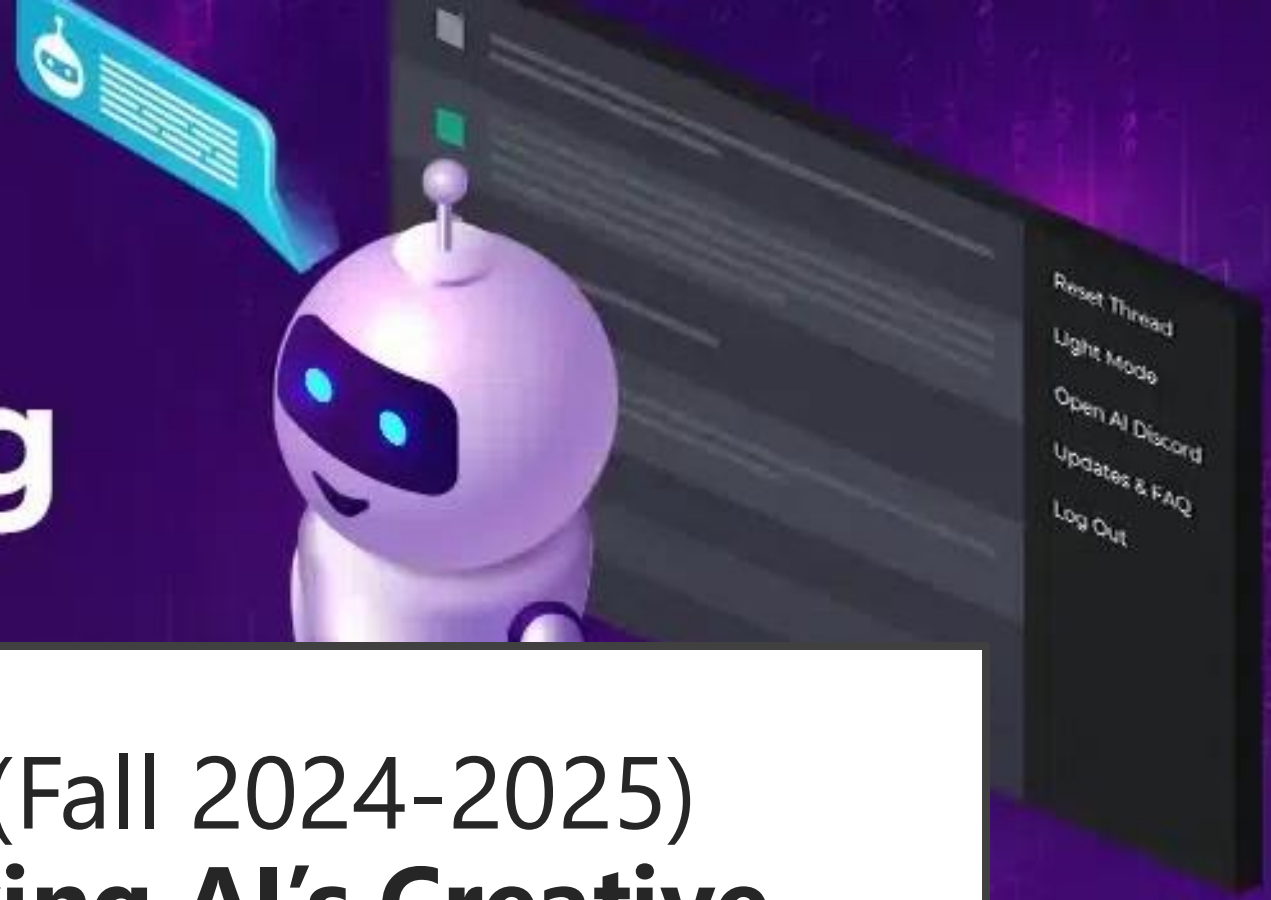 Reset Thread
Light Mode
Open AI Discord
Updates & FAQ
Log Out
g
(Fall 2024-2025)
ing AI's Creative